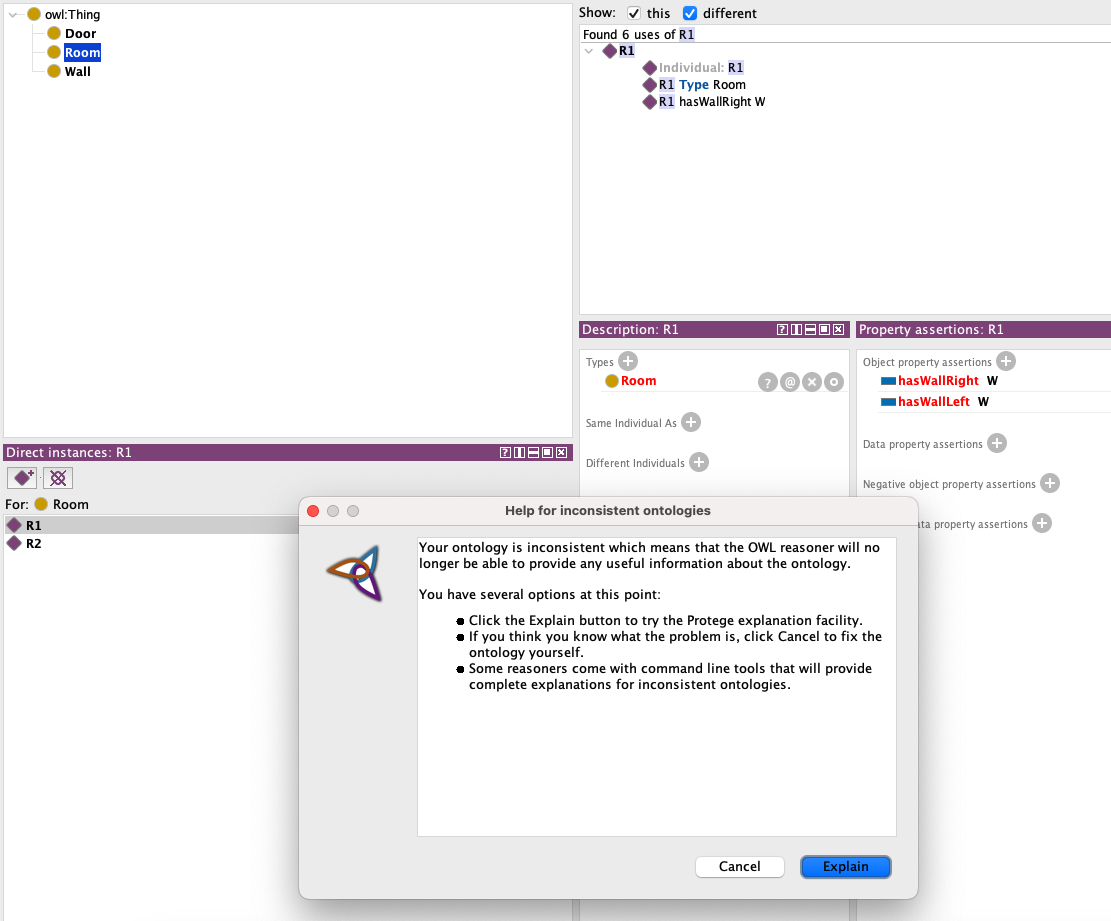 owl:Thing
Door
Room
Wall
Show: this different
Found 6 uses of R1
R1
Individual: R1
R1 Type Room
R1 hasWallRight W
Description: R1
Property assertions: R1
Types
Room
Same Individual As
Different Individuals
Object property assertions
hasWallRight W
hasWallLeft W
Data property assertions
Negative object property assertions
ata property assertions
Direct instances: R1
For: Room
R1
R2
Help for inconsistent ontologies
Your ontology is inconsistent which means that the OWL reasoner will no
longer be able to provide any useful information about the ontology.
You have several options at this point:
Click the Explain button to try the Protege explanation facility.
If you think you know what the problem is, click Cancel to fix the
ontology yourself.
Some reasoners come with command line tools that will provide
complete explanations for inconsistent ontologies.
Cancel
Explain